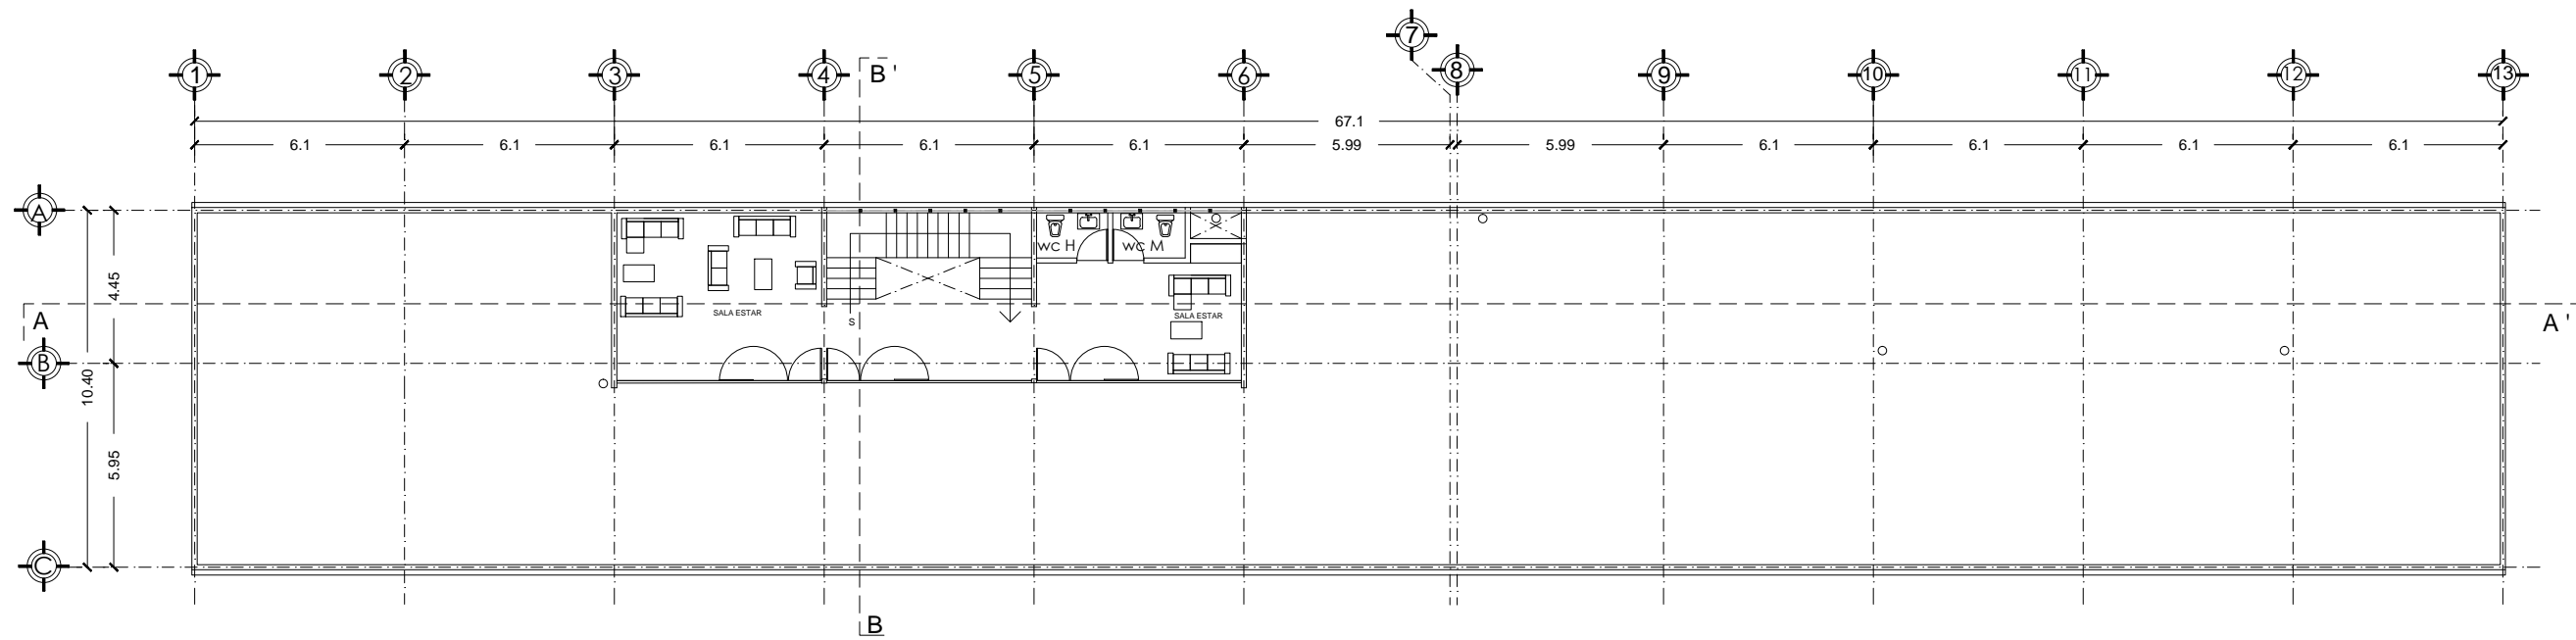 7
1 2 3 4 B ' 5 6 8 9 10 11 12 13
67.1
6.1 6.1 6.1 6.1 6.1 5.99 5.99 6.1 6.1 6.1 6.1
A
WC H WC M
4.45
SALA ESTAR SALA ESTAR
A S A '
B
10.40
5.95
C
B